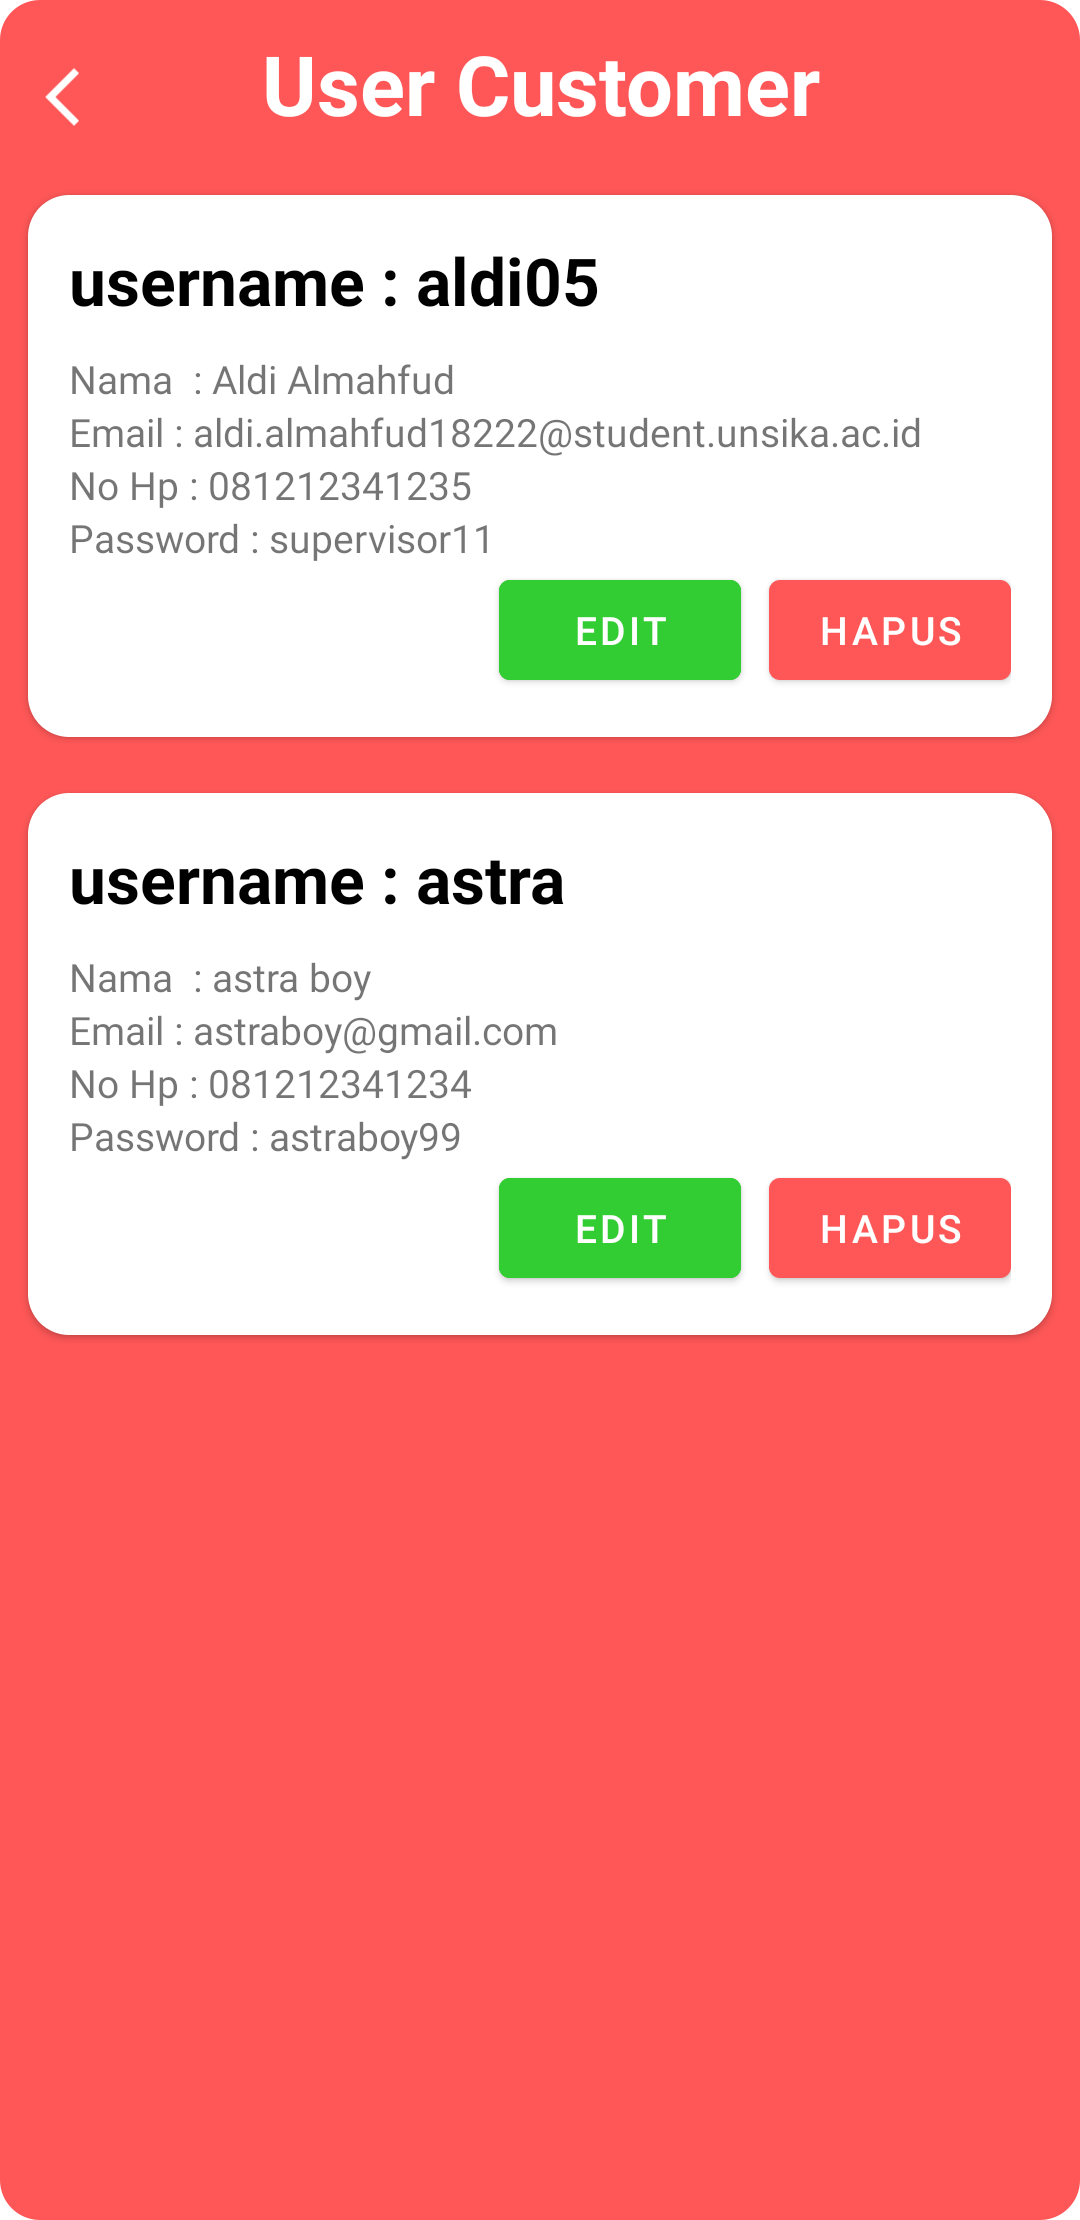 User Customer
username : aldi05
Nama  : Aldi Almahfud
Email : aldi.almahfud18222@student.unsika.ac.id
No Hp : 081212341235
Password : supervisor11
EDIT HAPUS
username : astra
Nama  : astra boy
Email : astraboy@gmail.com
No Hp : 081212341234
Password : astraboy99
EDIT HAPUS